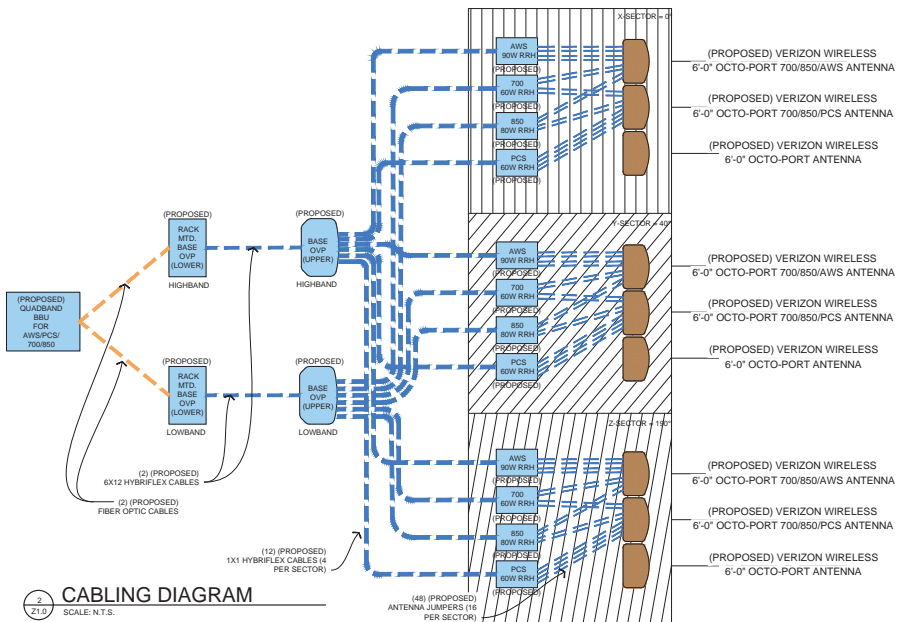 X-SECTOR = 0°
AWS
90W RRH
(PROPOSED)
700
60W RRH
(PROPOSED)
850
80W RRH
(PROPOSED)
PCS
60W RRH
(PROPOSED)
(PROPOSED) VERIZON WIRELESS
6'-0" OCTO-PORT 700/850/AWS ANTENNA
(PROPOSED) VERIZON WIRELESS
6'-0" OCTO-PORT 700/850/PCS ANTENNA
(PROPOSED) VERIZON WIRELESS
6'-0" OCTO-PORT ANTENNA
Y-SECTOR = 40°
AWS
90W RRH
(PROPOSED)
700
60W RRH
(PROPOSED)
850
80W RRH
(PROPOSED)
PCS
60W RRH
(PROPOSED)
(PROPOSED) VERIZON WIRELESS
6'-0" OCTO-PORT 700/850/AWS ANTENNA
(PROPOSED) VERIZON WIRELESS
6'-0" OCTO-PORT 700/850/PCS ANTENNA
(PROPOSED) VERIZON WIRELESS
6'-0" OCTO-PORT ANTENNA
Z-SECTOR = 190°
AWS
90W RRH
(PROPOSED)
700
60W RRH
(PROPOSED)
850
80W RRH
(PROPOSED)
PCS
60W RRH
(PROPOSED)
(PROPOSED) VERIZON WIRELESS
6'-0" OCTO-PORT 700/850/AWS ANTENNA
(PROPOSED) VERIZON WIRELESS
6'-0" OCTO-PORT 700/850/PCS ANTENNA
(PROPOSED) VERIZON WIRELESS
6'-0" OCTO-PORT ANTENNA
(PROPOSED)
RACK
MTD.
BASE
OVP
(LOWER)
HIGHBAND
(PROPOSED)
BASE
OVP
(UPPER)
HIGHBAND
(PROPOSED)
QUADBAND
BBU
FOR
AWS/PCS/
700/850
(PROPOSED)
RACK
MTD.
BASE
OVP
(LOWER)
LOWBAND
(PROPOSED)
BASE
OVP
(UPPER)
LOWBAND
(2) (PROPOSED)
6X12 HYBRIFLEX CABLES
(2) (PROPOSED)
FIBER OPTIC CABLES
(12) (PROPOSED)
1X1 HYBRIFLEX CABLES (4
PER SECTOR)
(48) (PROPOSED)
ANTENNA JUMPERS (16
PER SECTOR)
2
Z1.0
CABLING DIAGRAM
SCALE: N.T.S.